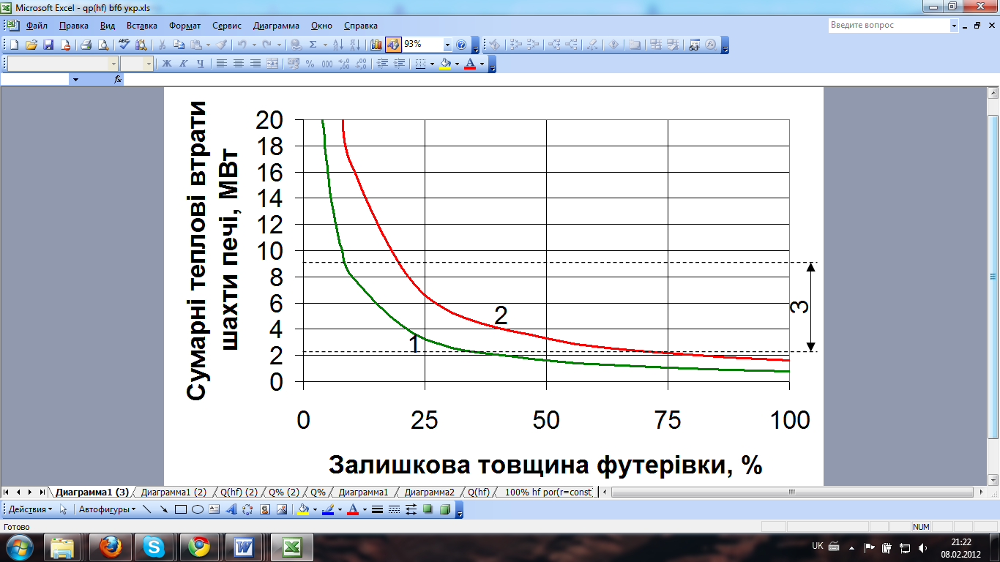 Microsoft Excel - qp(hf) bf6 укр.xls
Файл Правка Вид Вставка Формат Сервис Диаграмма Окно Справка
Введите вопрос
93%
Ж К Ч
% 000
fx
Сумарні теплові втрати
шахти печі, МВт
20
18
16
14
12
10
8
6
4
2
0
1
2
3
0 25 50 75 100
Залишкова товщина футерівки, %
Диаграмма1 (3) Диаграмма1 (2) Q(hf) (2) Q% (2) Q% Диаграмма1 Диаграмма2 Q(hf) 100% hf por(r=const)
Действия Автофигуры
Готово
NUM
UK
21:22
08.02.2012